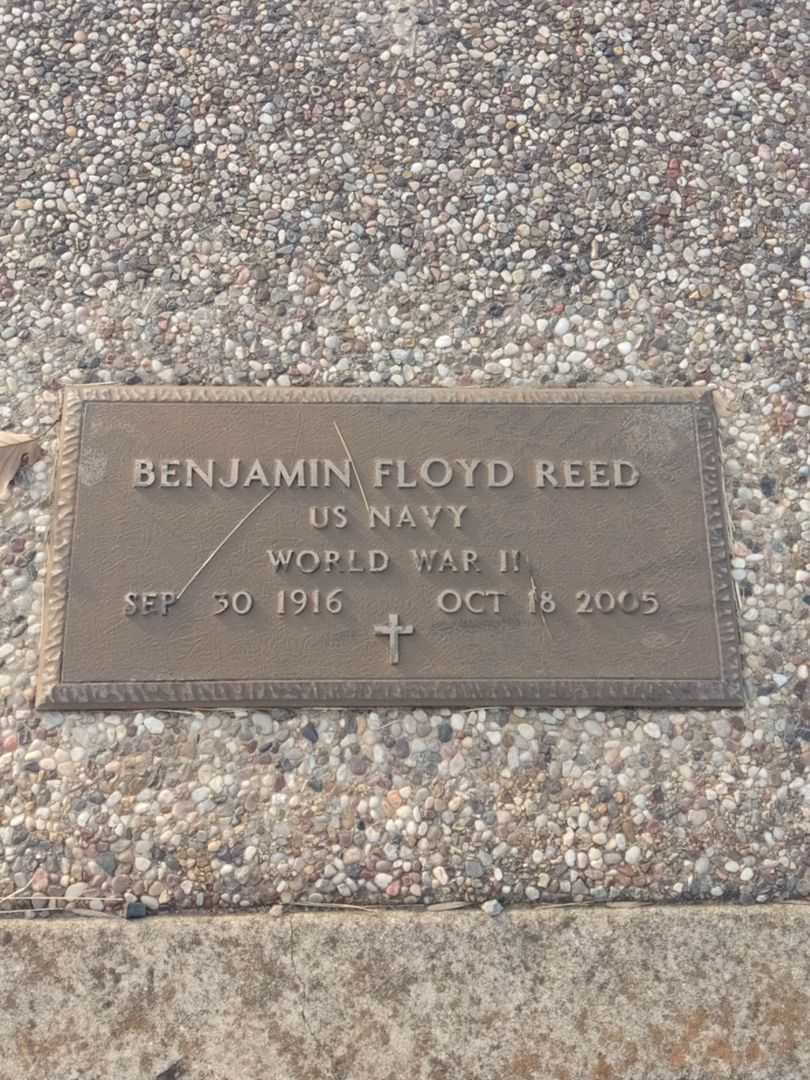 BENJAMIN FLOYD REED
US NAVY
WORLD WAR II
SEP 30 1916 OCT 18 2005